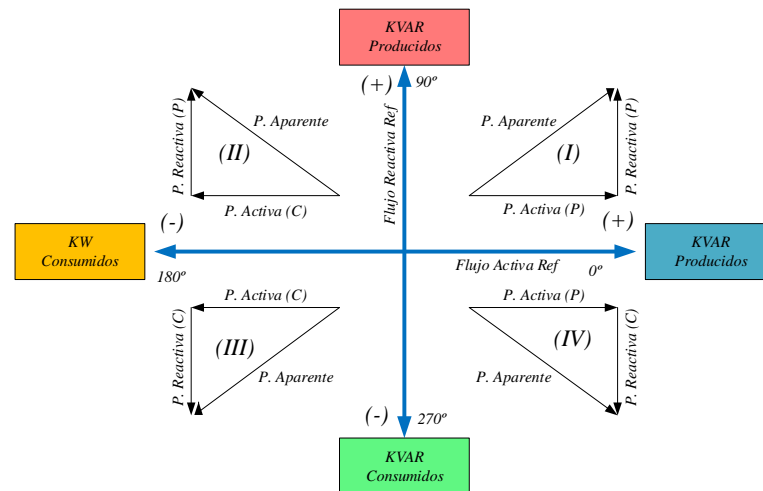 KVAR
Producidos
(+)
90º
Flujo Reactiva Ref
P. Reactiva (P)
P. Aparente
(II)
P. Activa (C)
P. Aparente
(I)
P. Activa (P)
P. Reactiva (P)
KW
Consumidos
(-)
180º
(+)
Flujo Activa Ref
0º
KVAR
Producidos
P. Activa (C)
P. Reactiva (C)
(III)
P. Aparente
P. Activa (P)
(IV)
P. Aparente
P. Reactiva (C)
(-)
270º
KVAR
Consumidos